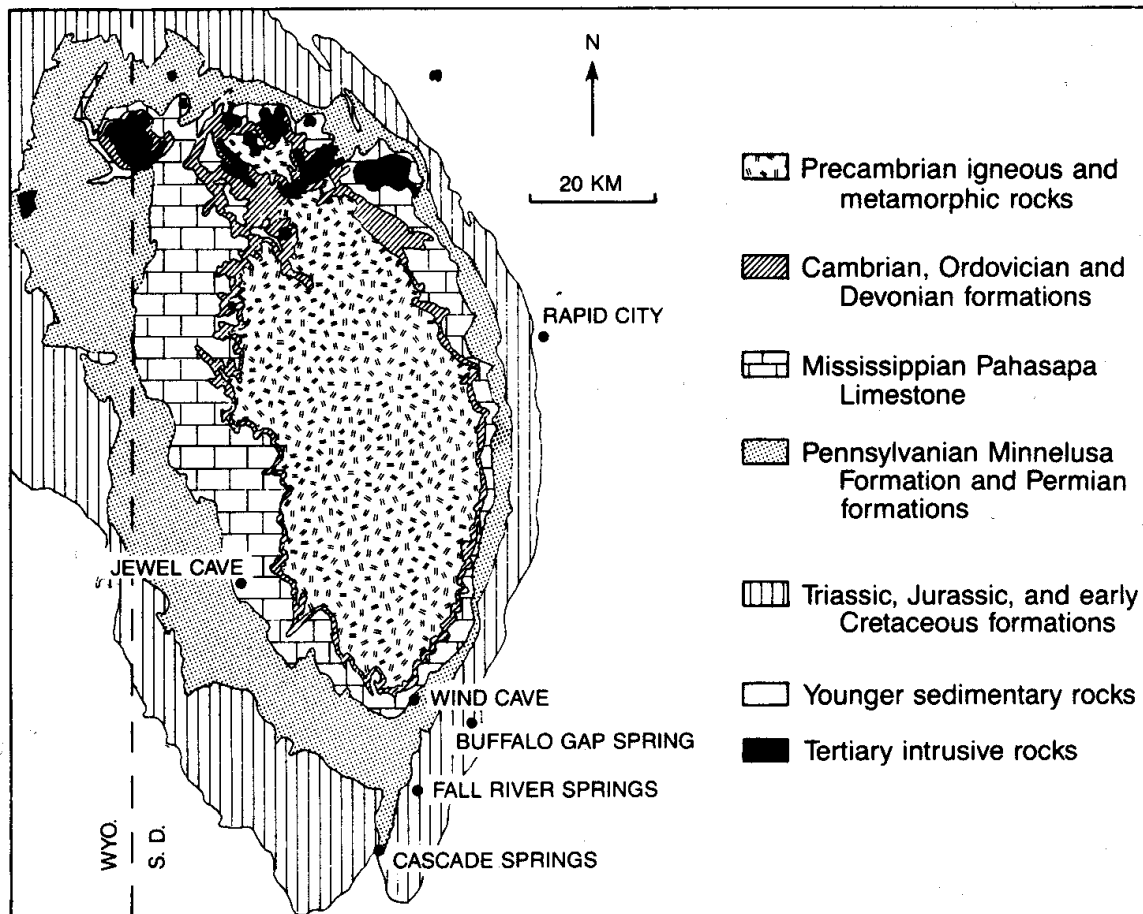 N
20 KM
RAPID CITY
JEWEL CAVE
WIND CAVE
BUFFALO GAP SPRING
FALL RIVER SPRINGS
CASCADE SPRINGS
WYO.
S. D.
Precambrian igneous and
metamorphic rocks
Cambrian, Ordovician and
Devonian formations
Mississippian Pahasapa
Limestone
Pennsylvanian Minnelusa
Formation and Permian
formations
Triassic, Jurassic, and early
Cretaceous formations
Younger sedimentary rocks
Tertiary intrusive rocks